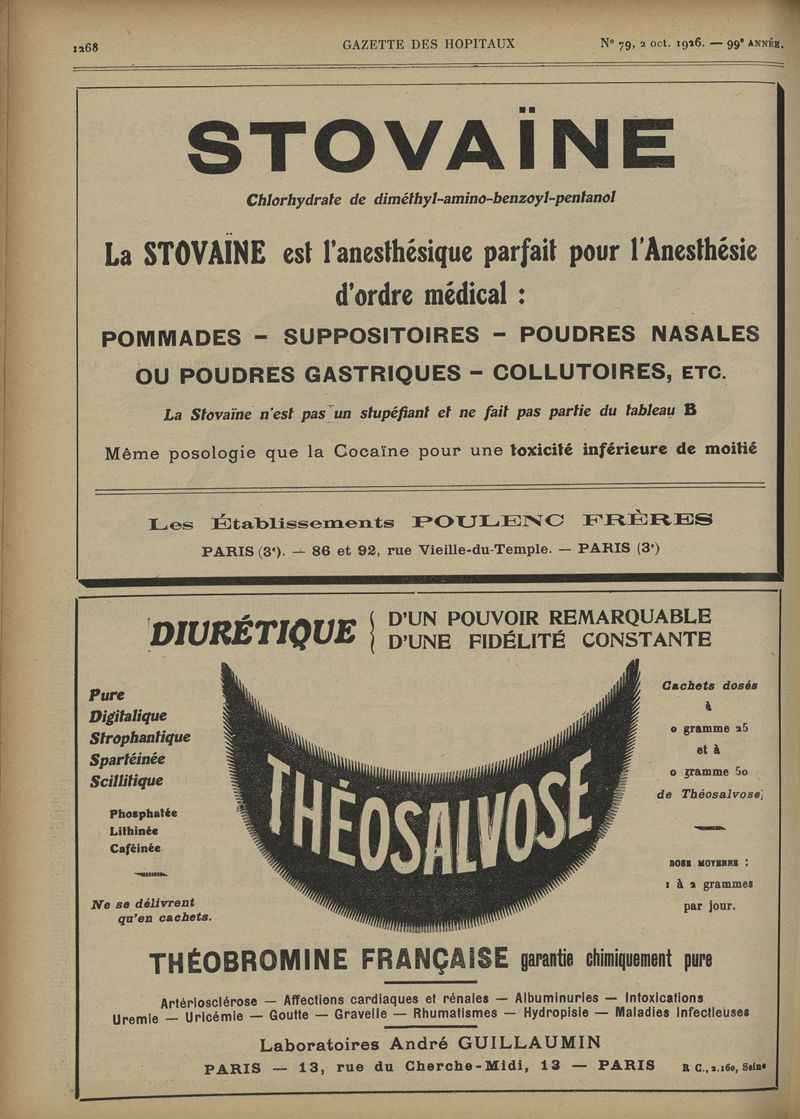 1268
GAZETTE DES HOPITAUX
N° 79, 2 oct. 1926. — 99e ANNÉE.
STOVAÏNE
Chlorhydrate de diméthyl-amino-benzoyl-pentanol
La STOVAÏNE est l'anesthésique parfait pour l'Anesthésie
d'ordre médical :
POMMADES – SUPPOSITOIRES – POUDRES NASALES
OU POUDRES GASTRIQUES – COLLUTOIRES, ETC.
La Stovaïne n'est pas un stupéfiant et ne fait pas partie du tableau B
Même posologie que la Cocaïne pour une toxicité inférieure de moitié
Les Établissements POULENC FRÈRES
PARIS (3e). — 86 et 92, rue Vieille-du-Temple. — PARIS (3e)
DIURÉTIQUE
D'UN POUVOIR REMARQUABLE
D'UNE FIDÉLITÉ CONSTANTE
Pure
Digitalique
Strophantique
Spartéinée
Scillitique
Phosphatée
Lithinée
Caféinée
Ne se délivrent
qu'en cachets.
THÉOSALVOSE
Cachets dosés
à
0 gramme 25
et à
0 gramme 50
de Théosalvose
DOSE MOYENNE :
1 à 2 grammes
par jour.
THÉOBROMINE FRANÇAISE garantie chimiquement pure
Artériosclérose — Affections cardiaques et rénales — Albuminuries — Intoxications
Uremie — Uricémie — Goutte — Gravelle — Rhumatismes — Hydropisie — Maladies Infectieuses
Laboratoires André GUILLAUMIN
PARIS — 13, rue du Cherche-Midi, 13 — PARIS
R C., 2.160, Seine